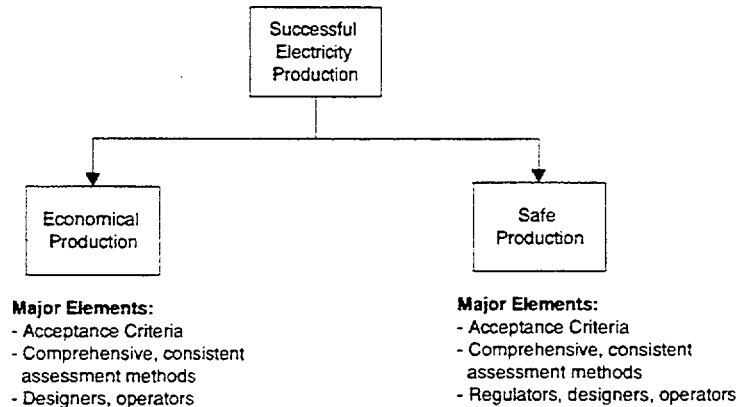 Successful
Electricity
Production
Economical
Production
Safe
Production
Major Elements:
- Acceptance Criteria
- Comprehensive, consistent
assessment methods
- Designers, operators
Major Elements:
- Acceptance Criteria
- Comprehensive, consistent
assessment methods
- Regulators, designers, operators